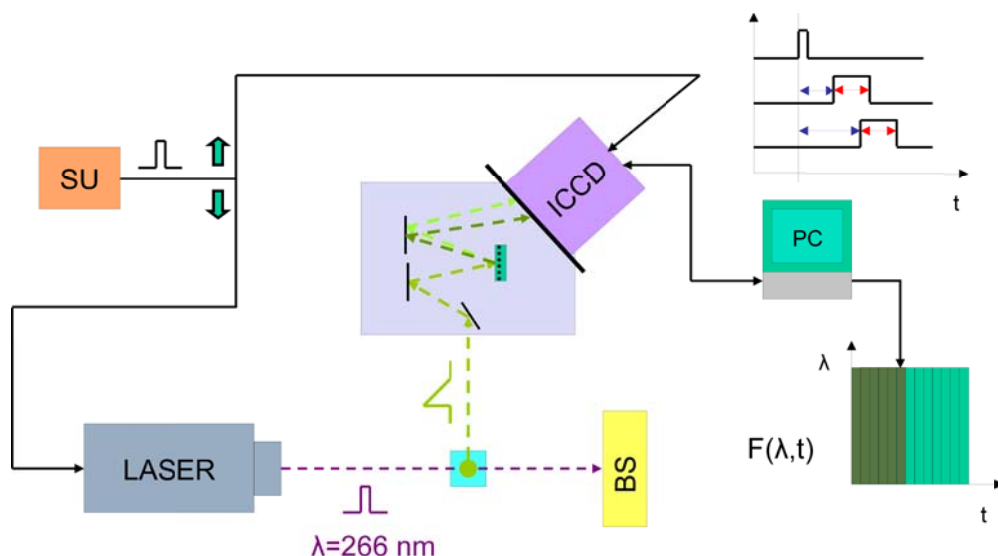 t
SU
ICCD
PC
λ
LASER
BS
F(λ,t)
λ=266 nm
t